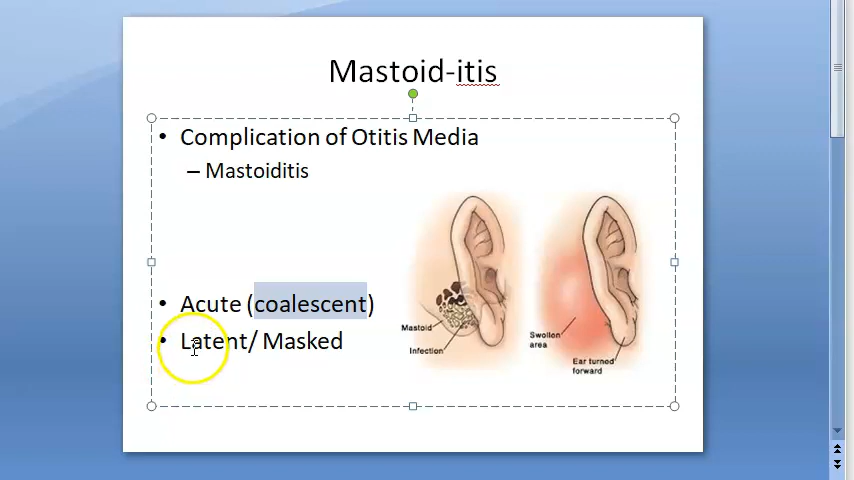 Mastoid-itis
• Complication of Otitis Media
– Mastoiditis
• Acute (coalescent)
• Latent/ Masked
Mastoid
Infection
Swollen
area
Ear turned
forward